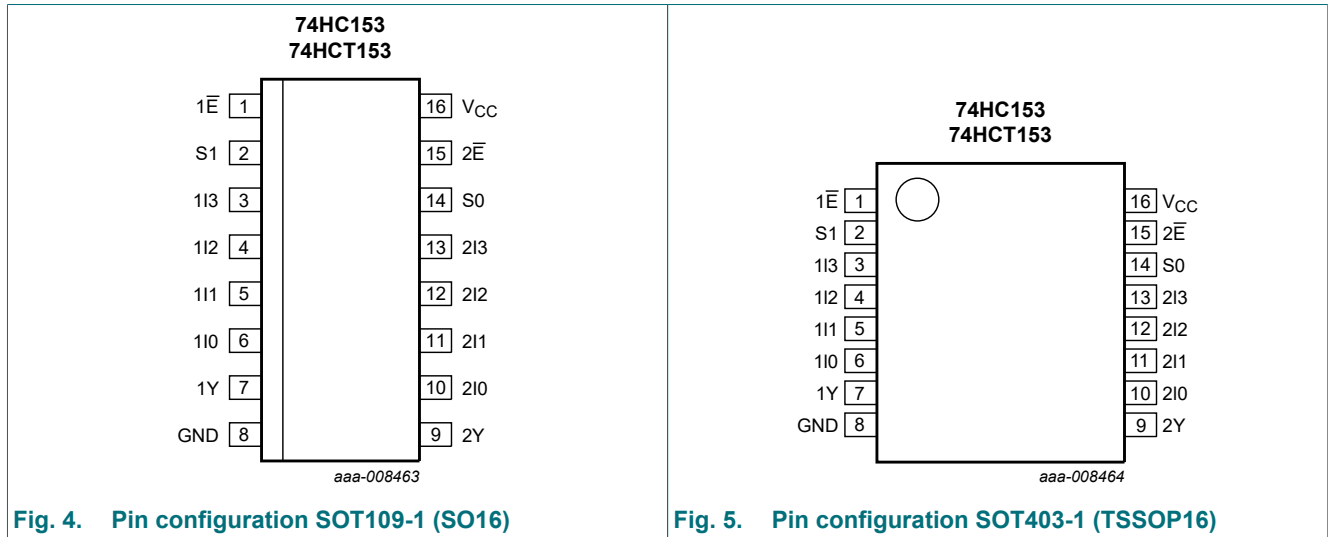 74HC153
74HCT153
1E̅ 1
16 VCC
S1 2
15 2E̅
1I3 3
14 S0
1I2 4
13 2I3
1I1 5
12 2I2
1I0 6
11 2I1
1Y 7
10 2I0
GND 8
9 2Y
aaa-008463
Fig. 4. Pin configuration SOT109-1 (SO16)
74HC153
74HCT153
1E̅ 1
16 VCC
S1 2
15 2E̅
1I3 3
14 S0
1I2 4
13 2I3
1I1 5
12 2I2
1I0 6
11 2I1
1Y 7
10 2I0
GND 8
9 2Y
aaa-008464
Fig. 5. Pin configuration SOT403-1 (TSSOP16)